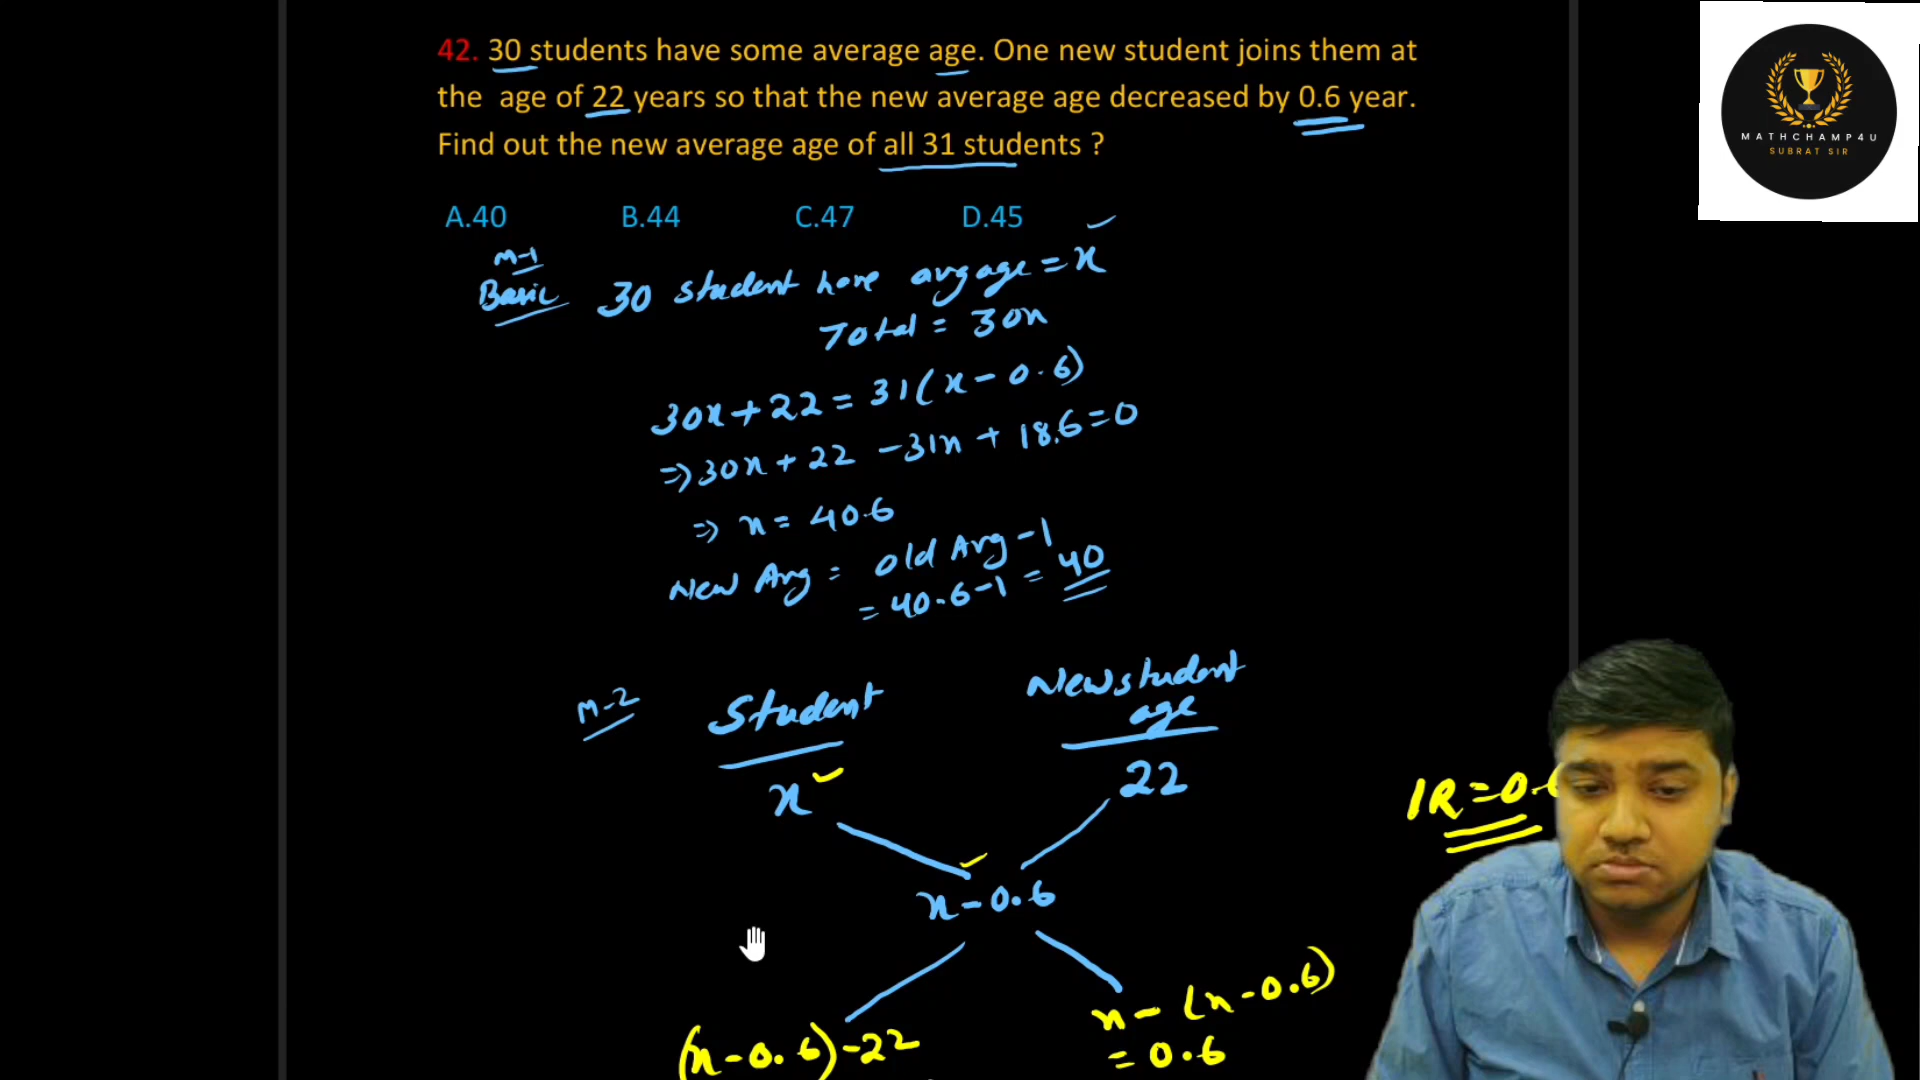 42. 30 students have some average age. One new student joins them at
the age of 22 years so that the new average age decreased by 0.6 year.
Find out the new average age of all 31 students ?
A.40 B.44 C.47 D.45
M-1
Basic 30 student have avg age = x
Total = 30x
30x + 22 = 31(x - 0.6)
⇒ 30x + 22 - 31x + 18.6 = 0
⇒ x = 40.6
New Avg = old Avg - 1
= 40.6 - 1 = 40
M-2 Student New student
age
x 22
1R = 0.
x - 0.6
(x - 0.6) - 22 x - (x - 0.6)
= 0.6
MATHCHAMP4U
SUBRAT SIR